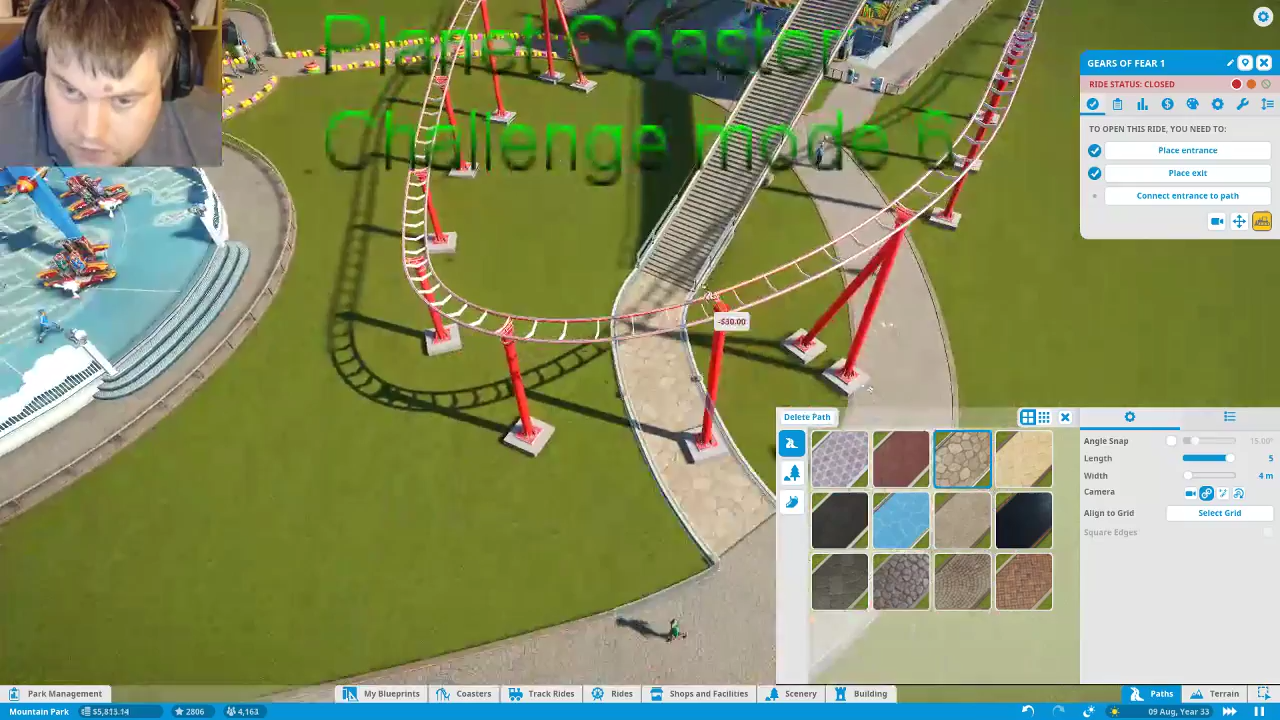 Planet Coaster
Challenge mode 6
GEARS OF FEAR 1
RIDE STATUS: CLOSED
TO OPEN THIS RIDE, YOU NEED TO:
Place entrance
Place exit
Connect entrance to path
-$30.00
Delete Path
Angle Snap
15.00°
Length
5
Width
4 m
Camera
Align to Grid
Select Grid
Square Edges
Park Management
My Blueprints
Coasters
Track Rides
Rides
Shops and Facilities
Scenery
Building
Paths
Terrain
Mountain Park
$5,813.14
2806
4,163
09 Aug, Year 33